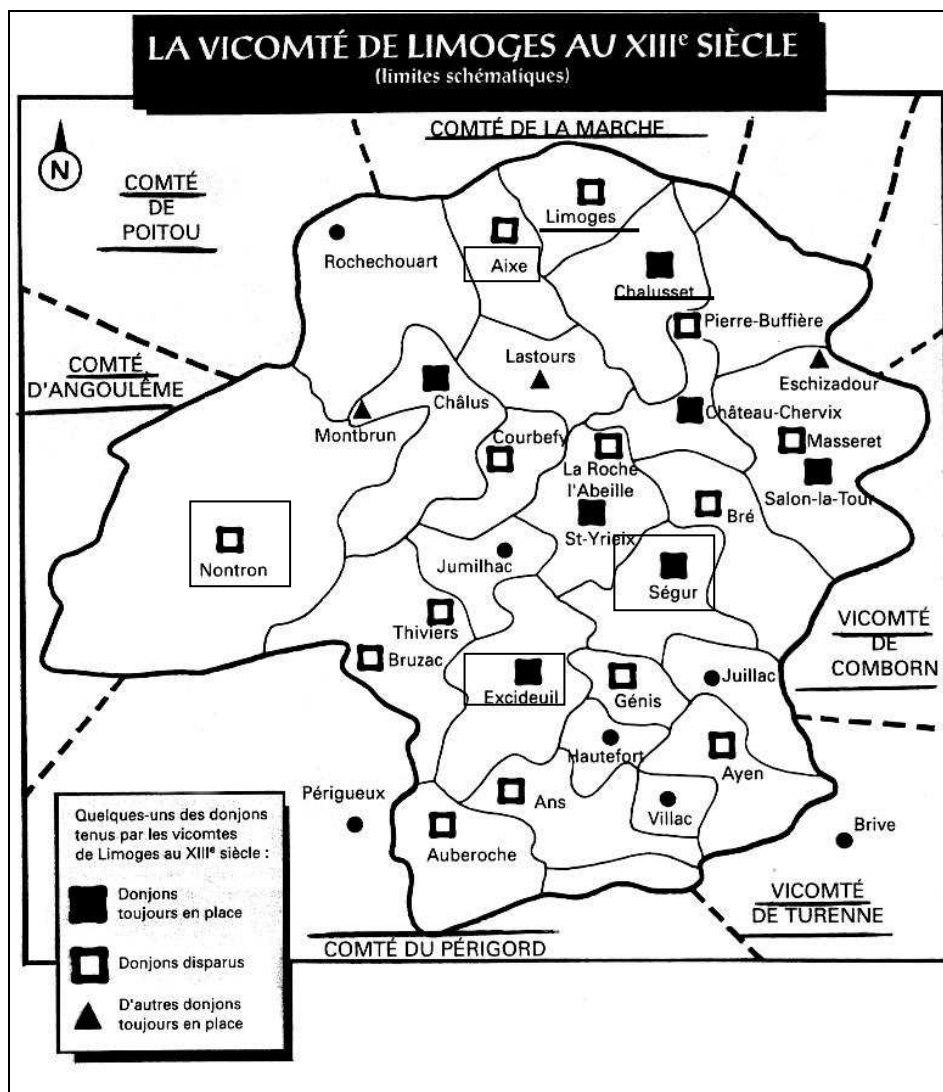 LA VICOMTÉ DE LIMOGES AU XIIIe SIÈCLE
(limites schématiques)
COMTÉ DE LA MARCHE
N
COMTÉ
DE
POITOU
Limoges
Rochechouart
Aixe
Chalusset
Pierre-Buffière
COMTÉ
D'ANGOULÊME
Lastours
Eschizadour
Châlus
Château-Chervix
Montbrun
Courbefy
Masseret
La Roche
l'Abeille
Salon-la-Tour
Bré
St-Yrieix
Jumilhac
Nontron
Ségur
Thiviers
VICOMTÉ
DE
COMBORN
Bruzac
Juillac
Excideuil
Génis
Hautefort
Ayen
Périgueux
Ans
Villac
Brive
Auberoche
Quelques-uns des donjons
tenus par les vicomtes
de Limoges au XIIIe siècle :
Donjons
toujours en place
Donjons disparus
D'autres donjons
toujours en place
VICOMTÉ
DE TURENNE
COMTÉ DU PÉRIGORD